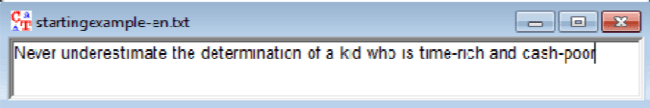 startingexample-en.txt
Never underestimate the determination of a kid who is time-rich and cash-poor